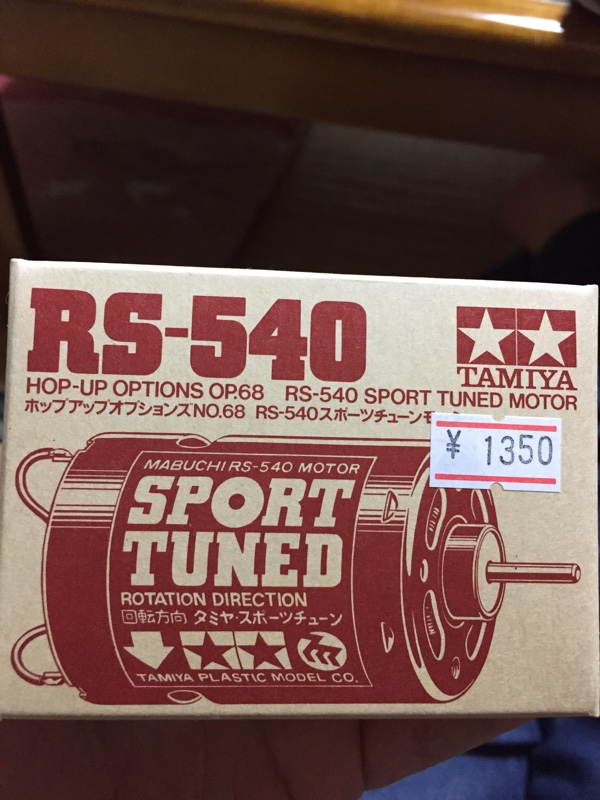 RS-540
TAMIYA
HOP-UP OPTIONS OP.68 RS-540 SPORT TUNED MOTOR
ホップアップオプションズNO.68 RS-540スポーツチューン
¥ 1350
MABUCHI RS-540 MOTOR
SPORT
TUNED
ROTATION DIRECTION
回転方向 タミヤ・スポーツチューン
TAMIYA PLASTIC MODEL CO.